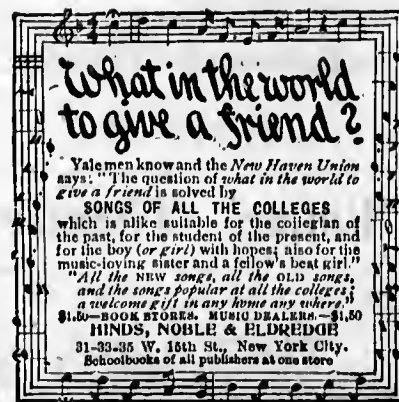 What in the world
to give a friend?
Yale men know and the New Haven Union
says: "The question of what in the world to
give a friend is solved by
SONGS OF ALL THE COLLEGES
which is alike suitable for the collegian of
the past, for the student of the present, and
for the boy (or girl) with hopes; also for the
music-loving sister and a fellow's best girl."
"All the NEW songs, all the OLD songs,
and the songs popular at all the colleges;
a welcome gift in any home any where."
$1.50—BOOK STORES. MUSIC DEALERS.—$1.50
HINDS, NOBLE & ELDREDGE
31-33-35 W. 15th St., New York City.
Schoolbooks of all publishers at one store